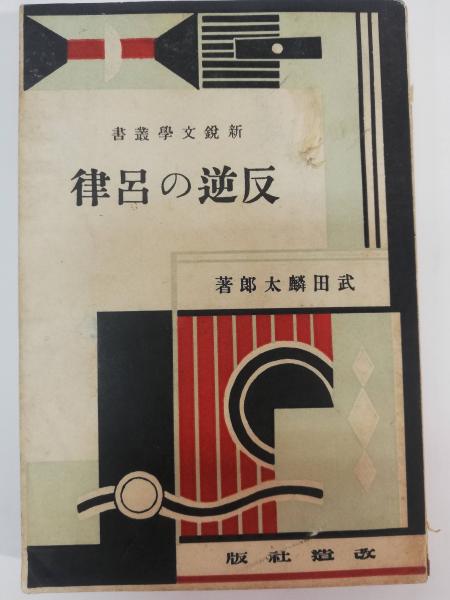 新鋭文學叢書
反逆の呂律
武田麟太郎著
改造社版